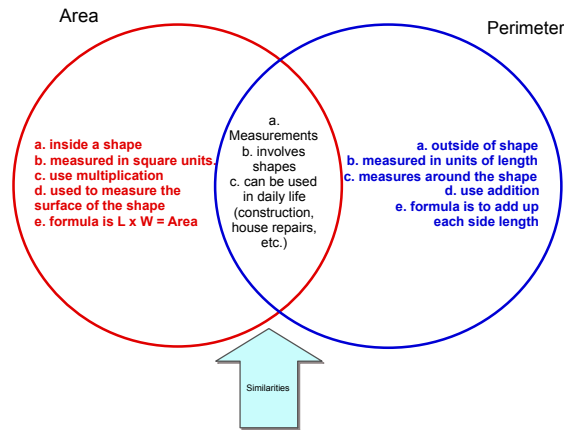 Area
Perimeter
a. inside a shape
b. measured in square units.
c. use multiplication
d. used to measure the
surface of the shape
e. formula is L x W = Area
a.
Measurements
b. involves
shapes
c. can be used
in daily life
(construction,
house repairs,
etc.)
a. outside of shape
b. measured in units of length
c. measures around the shape
d. use addition
e. formula is to add up
each side length
Similarities